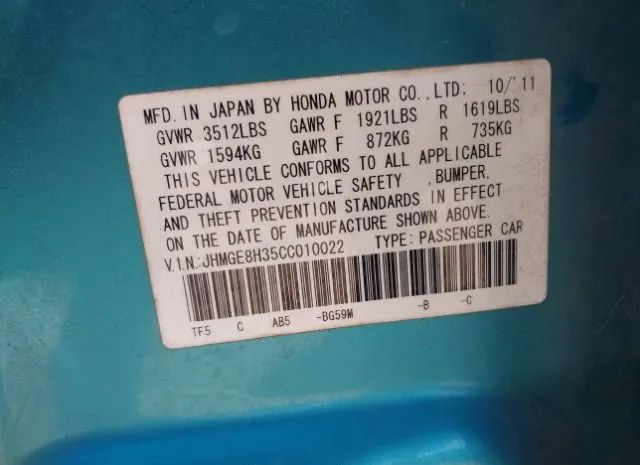 MFD. IN JAPAN BY HONDA MOTOR CO.,LTD; 10/'11
GVWR 3512LBS GAWR F 1921LBS R 1619LBS
GVWR 1594KG GAWR F 872KG R 735KG
THIS VEHICLE CONFORMS TO ALL APPLICABLE
FEDERAL MOTOR VEHICLE SAFETY ,BUMPER,
AND THEFT PREVENTION STANDARDS IN EFFECT
ON THE DATE OF MANUFACTURE SHOWN ABOVE.
V.I.N:JHMGE8H35CC010022 TYPE: PASSENGER CAR
TF5 C AB5 -BG59M -B -C